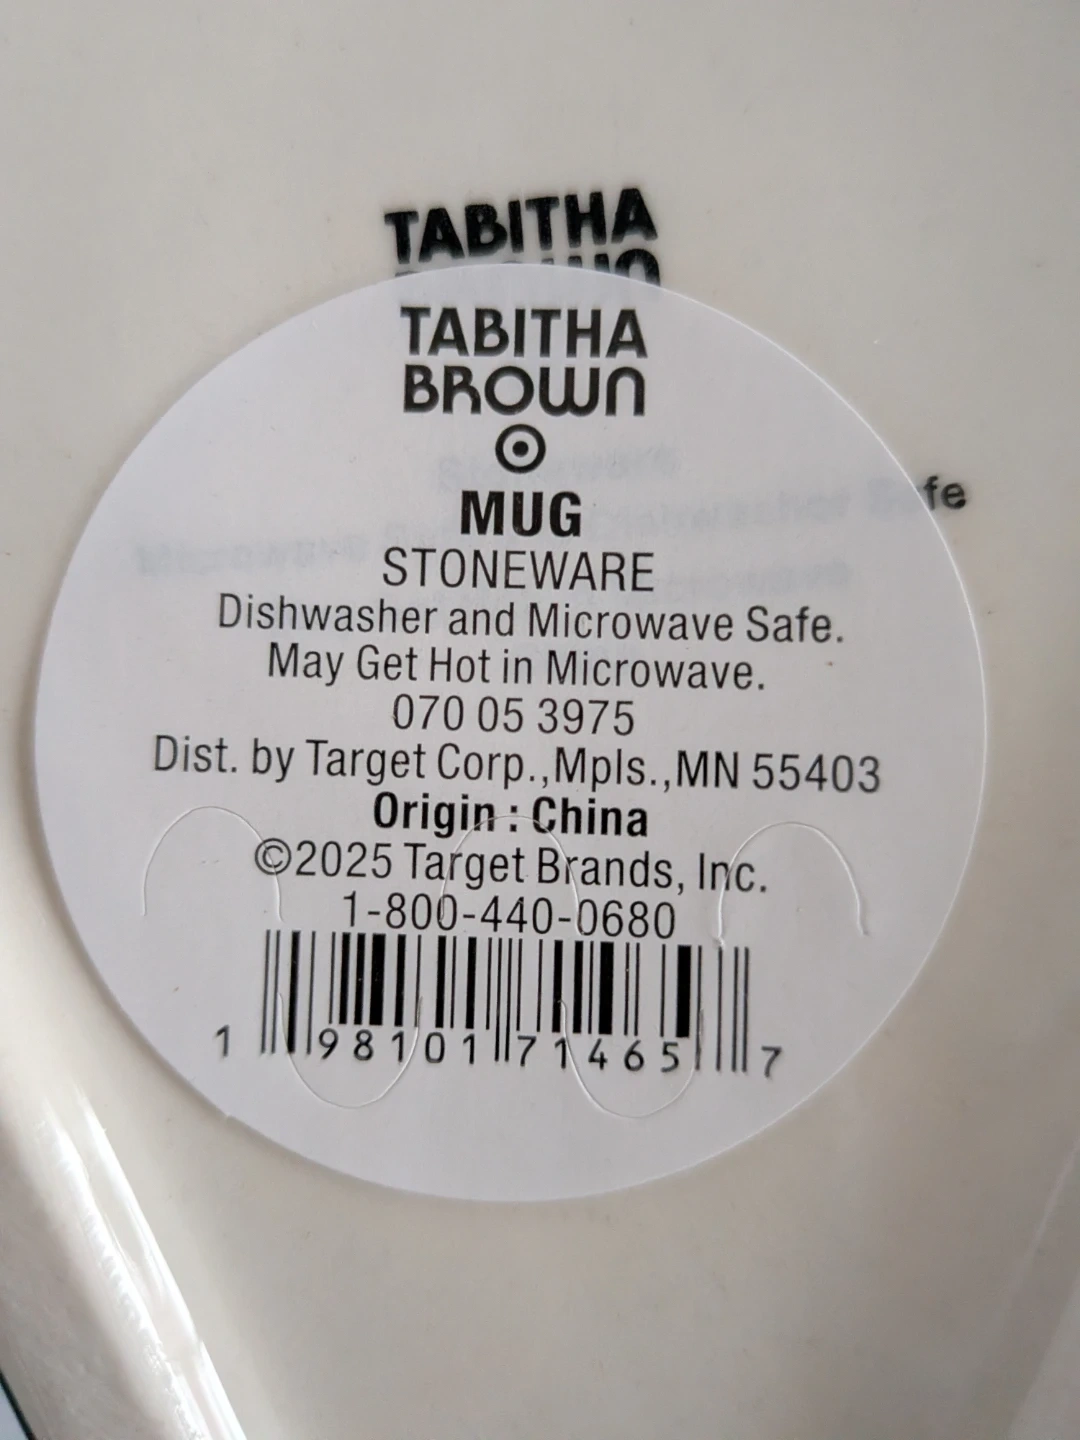 TABITHA
TABITHA
BROWN
MUG
STONEWARE
Dishwasher and Microwave Safe.
May Get Hot in Microwave.
070 05 3975
Dist. by Target Corp.,Mpls.,MN 55403
Origin : China
©2025 Target Brands, Inc.
1-800-440-0680
1 98101 71465 7